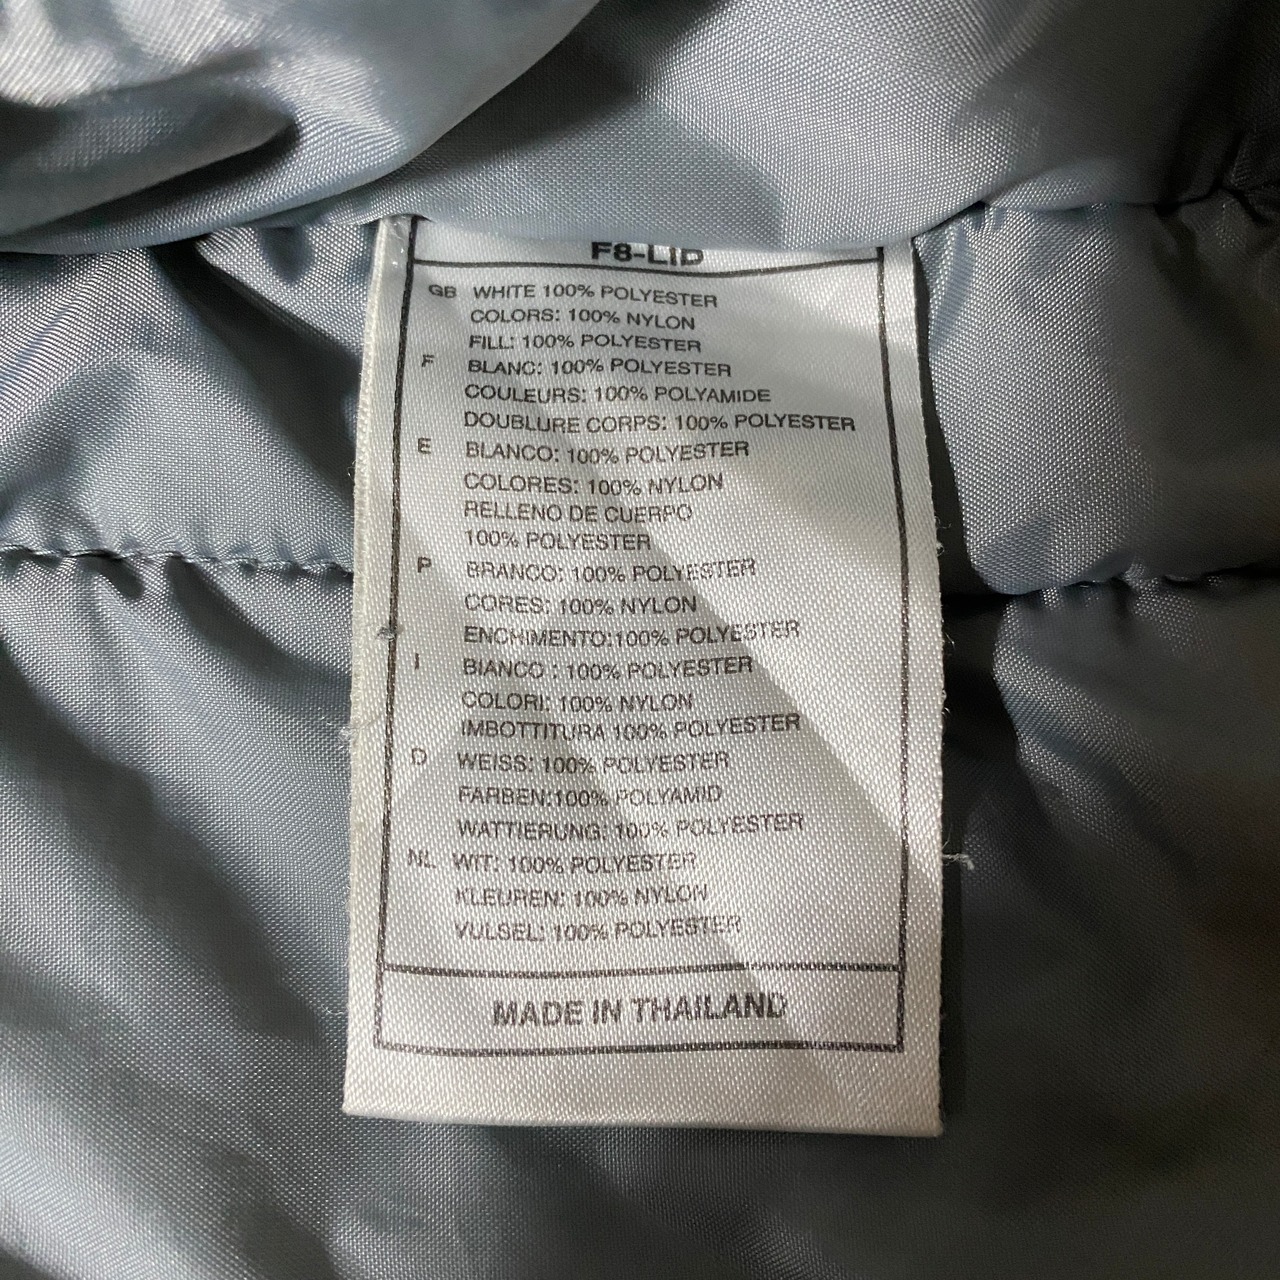 F8-LIP
GB WHITE 100% POLYESTER
COLORS: 100% NYLON
FILL: 100% POLYESTER
F BLANC: 100% POLYESTER
COULEURS: 100% POLYAMIDE
DOUBLURE CORPS: 100% POLYESTER
E BLANCO: 100% POLYESTER
COLORES: 100% NYLON
RELLENO DE CUERPO
100% POLYESTER
P BRANCO: 100% POLYESTER
CORES: 100% NYLON
ENCHIMENTO:100% POLYESTER
I BIANCO : 100% POLYESTER
COLORI: 100% NYLON
IMBOTTITURA 100% POLYESTER
D WEISS: 100% POLYESTER
FARBEN:100% POLYAMID
WATTIERUNG: 100% POLYESTER
NL WIT: 100% POLYESTER
KLEUREN: 100% NYLON
VULSEL: 100% POLYESTER
MADE IN THAILAND